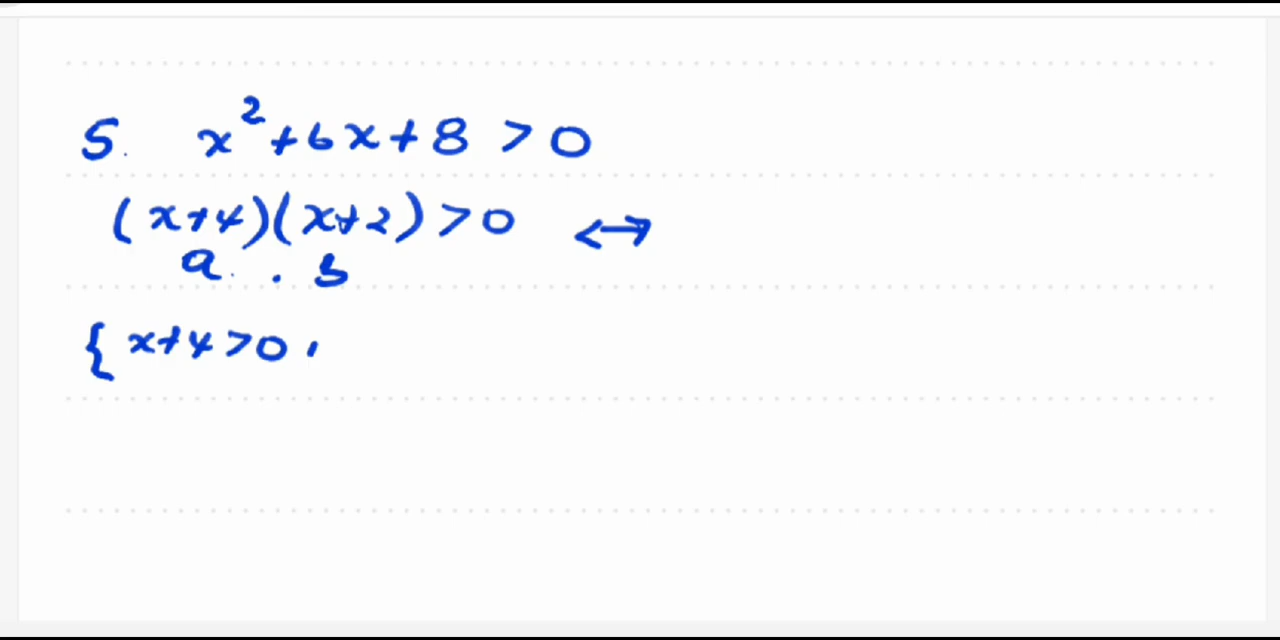 5. x²+6x+8 > 0
(x+4)(x+2) > 0 ↔
a . b
{ x+4 > 0 ,